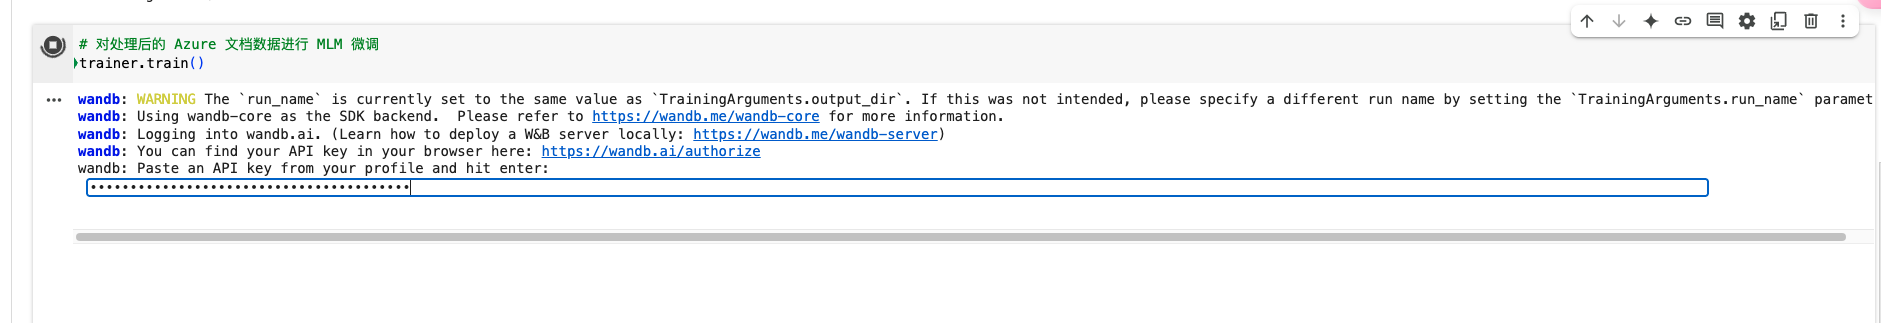 # 对处理后的 Azure 文档数据进行 MLM 微调
trainer.train()
wandb: WARNING The `run_name` is currently set to the same value as `TrainingArguments.output_dir`. If this was not intended, please specify a different run name by setting the `TrainingArguments.run_name` paramet
wandb: Using wandb-core as the SDK backend.  Please refer to https://wandb.me/wandb-core for more information.
wandb: Logging into wandb.ai. (Learn how to deploy a W&B server locally: https://wandb.me/wandb-server)
wandb: You can find your API key in your browser here: https://wandb.ai/authorize
wandb: Paste an API key from your profile and hit enter:
••••••••••••••••••••••••••••••••••••••••